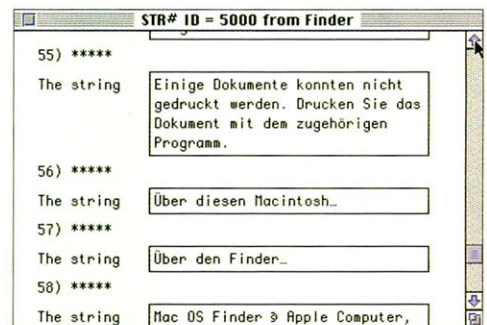 STR# ID = 5000 from Finder
55) *****
The string
Einige Dokumente konnten nicht
gedruckt werden. Drucken Sie das
Dokument mit dem zugehörigen
Programm.
56) *****
The string
Über diesen Macintosh…
57) *****
The string
Über den Finder…
58) *****
The string
Mac OS Finder 9 Apple Computer,